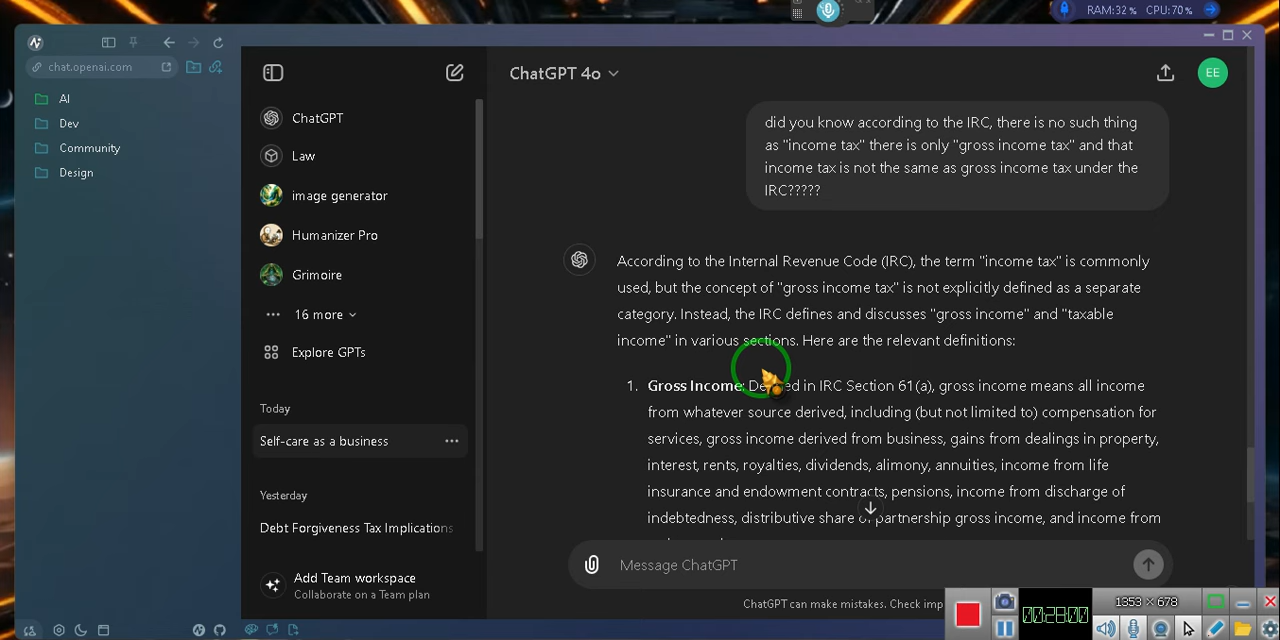 RAM:32% CPU:70%
chat.openai.com
AI
Dev
Community
Design
ChatGPT
Law
image generator
Humanizer Pro
Grimoire
16 more
Explore GPTs
Today
Self-care as a business
Yesterday
Debt Forgiveness Tax Implications
Add Team workspace
Collaborate on a Team plan
ChatGPT 4o
EE
did you know according to the IRC, there is no such thing
as "income tax" there is only "gross income tax" and that
income tax is not the same as gross income tax under the
IRC?????
According to the Internal Revenue Code (IRC), the term "income tax" is commonly
used, but the concept of "gross income tax" is not explicitly defined as a separate
category. Instead, the IRC defines and discusses "gross income" and "taxable
income" in various sections. Here are the relevant definitions:
1. Gross Income: Defined in IRC Section 61(a), gross income means all income
from whatever source derived, including (but not limited to) compensation for
services, gross income derived from business, gains from dealings in property,
interest, rents, royalties, dividends, alimony, annuities, income from life
insurance and endowment contracts, pensions, income from discharge of
indebtedness, distributive share of partnership gross income, and income from
Message ChatGPT
ChatGPT can make mistakes. Check imp
1353 × 678
00:28:00